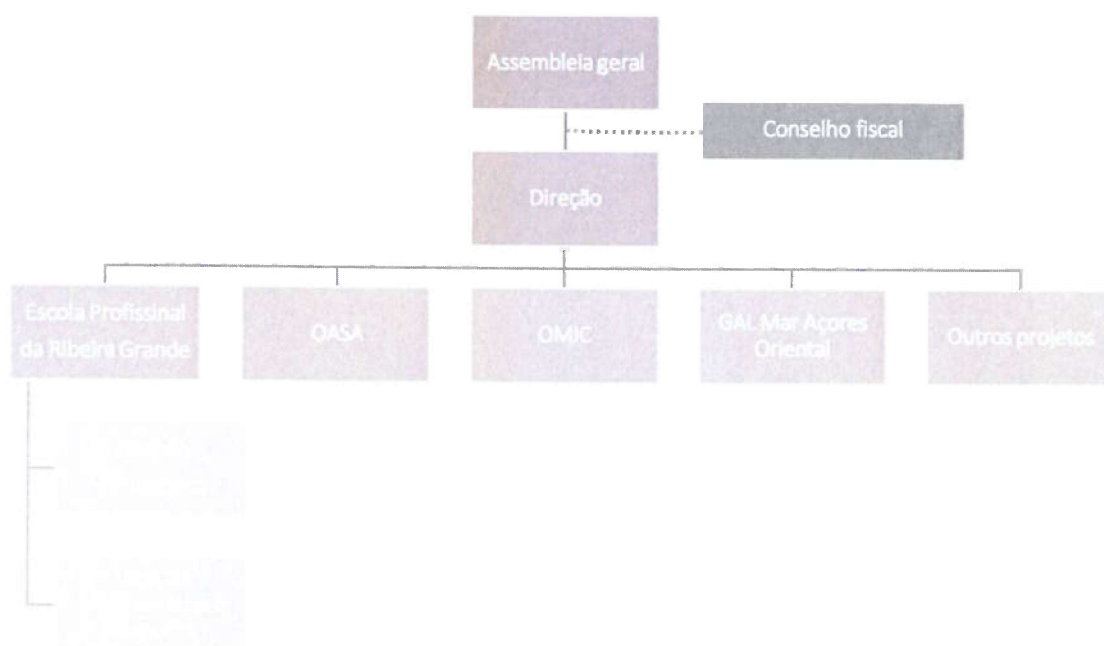 Assembleia geral
Conselho fiscal
Direção
Escola Profissinal
da Ribeira Grande
OASA
OMIC
GAL Mar Açores
Oriental
Outros projetos